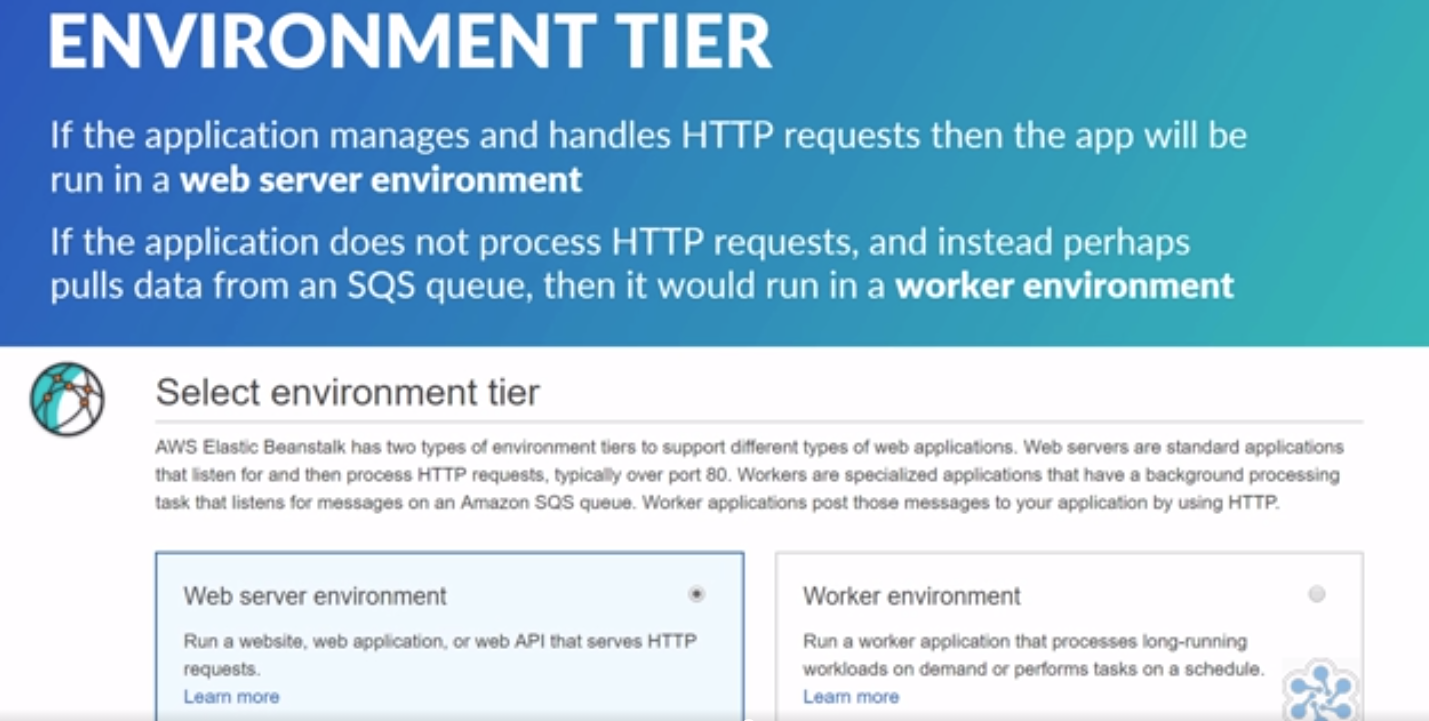 ENVIRONMENT TIER
If the application manages and handles HTTP requests then the app will be
run in a web server environment
If the application does not process HTTP requests, and instead perhaps
pulls data from an SQS queue, then it would run in a worker environment
Select environment tier
AWS Elastic Beanstalk has two types of environment tiers to support different types of web applications. Web servers are standard applications
that listen for and then process HTTP requests, typically over port 80. Workers are specialized applications that have a background processing
task that listens for messages on an Amazon SQS queue. Worker applications post those messages to your application by using HTTP.
Web server environment
Run a website, web application, or web API that serves HTTP
requests.
Learn more
Worker environment
Run a worker application that processes long-running
workloads on demand or performs tasks on a schedule.
Learn more